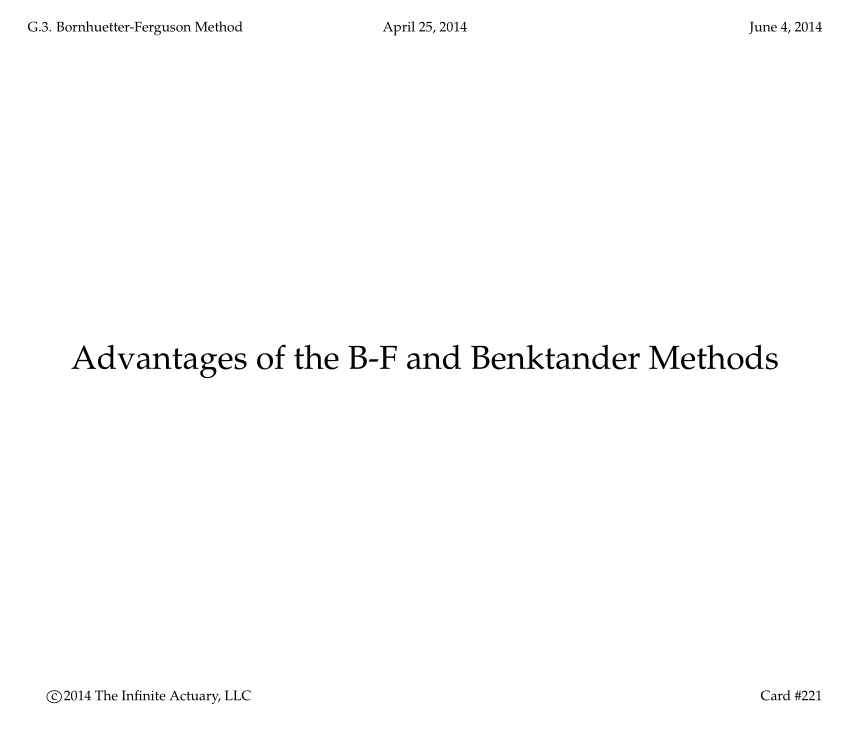 G.3. Bornhuetter-Ferguson Method April 25, 2014 June 4, 2014
Advantages of the B-F and Benktander Methods
©2014 The Infinite Actuary, LLC Card #221